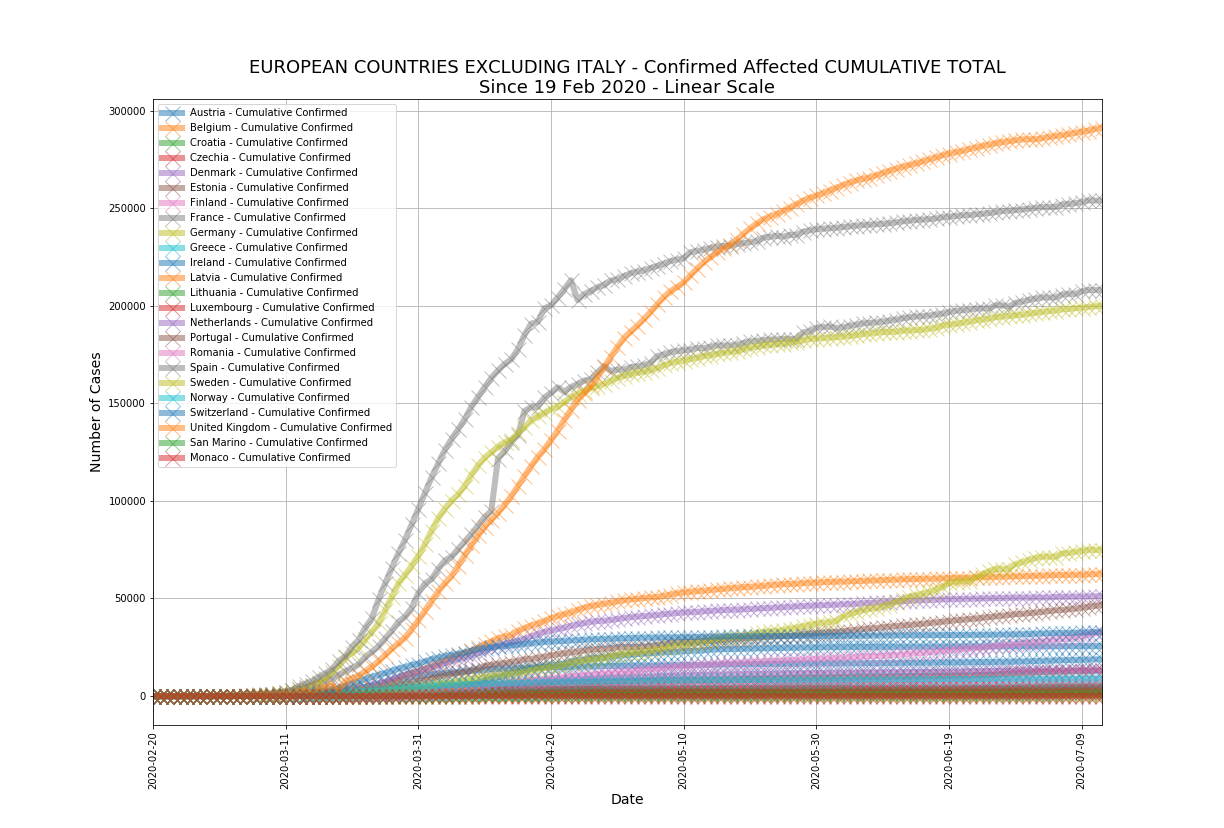 EUROPEAN COUNTRIES EXCLUDING ITALY - Confirmed Affected CUMULATIVE TOTAL
Since 19 Feb 2020 - Linear Scale
Austria - Cumulative Confirmed
Belgium - Cumulative Confirmed
Croatia - Cumulative Confirmed
Czechia - Cumulative Confirmed
Denmark - Cumulative Confirmed
Estonia - Cumulative Confirmed
Finland - Cumulative Confirmed
France - Cumulative Confirmed
Germany - Cumulative Confirmed
Greece - Cumulative Confirmed
Ireland - Cumulative Confirmed
Latvia - Cumulative Confirmed
Lithuania - Cumulative Confirmed
Luxembourg - Cumulative Confirmed
Netherlands - Cumulative Confirmed
Portugal - Cumulative Confirmed
Romania - Cumulative Confirmed
Spain - Cumulative Confirmed
Sweden - Cumulative Confirmed
Norway - Cumulative Confirmed
Switzerland - Cumulative Confirmed
United Kingdom - Cumulative Confirmed
San Marino - Cumulative Confirmed
Monaco - Cumulative Confirmed
Number of Cases
300000
250000
200000
150000
100000
50000
0
2020-02-20
2020-03-11
2020-03-31
2020-04-20
2020-05-10
2020-05-30
2020-06-19
2020-07-09
Date